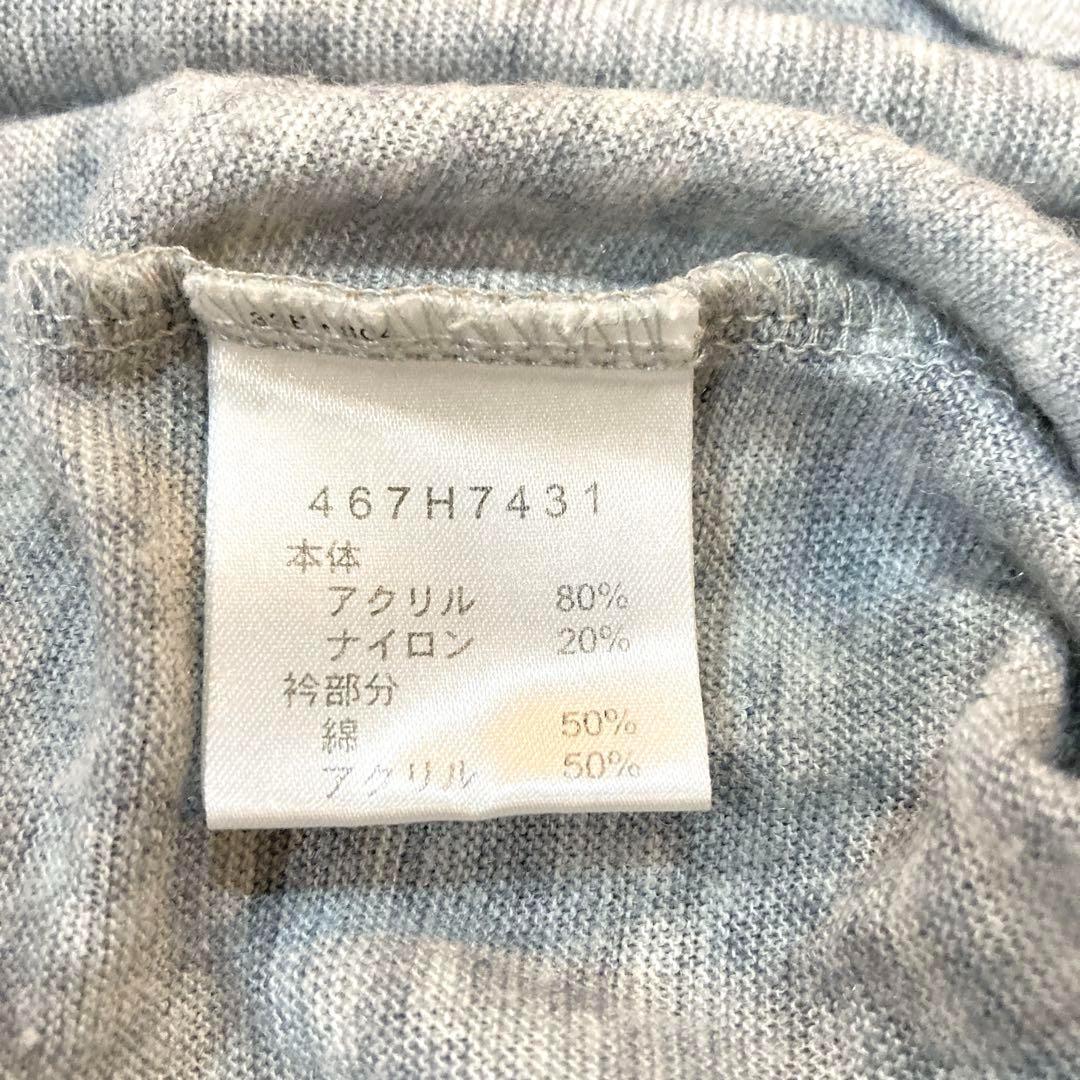 467H7431
本体
アクリル 80%
ナイロン 20%
衿部分
綿 50%
アクリル 50%